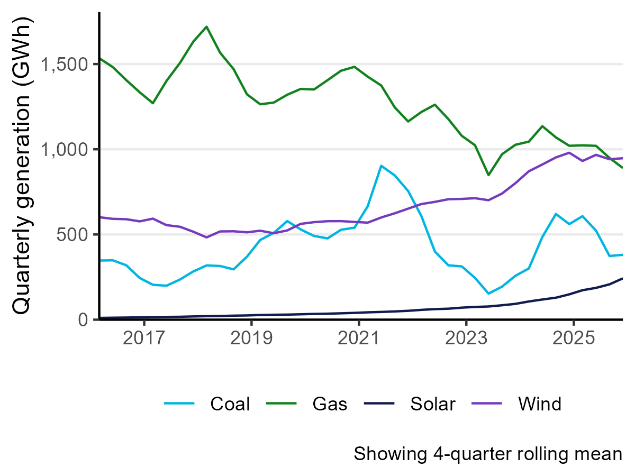 Quarterly generation (GWh)
1,500
1,000
500
0
2017 2019 2021 2023 2025
Coal Gas Solar Wind
Showing 4-quarter rolling mean